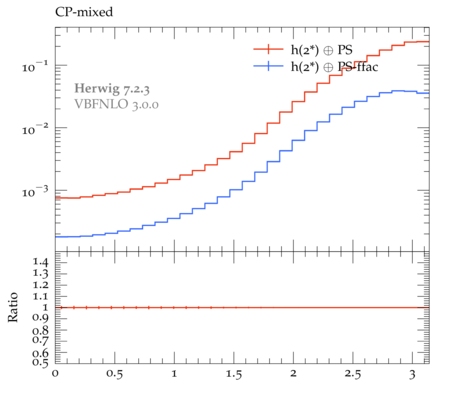 CP-mixed
h(2*) ⊕ PS
h(2*) ⊕ PS ffac
Herwig 7.2.3
VBFNLO 3.0.0
10⁻¹
10⁻²
10⁻³
Ratio
1.4
1.3
1.2
1.1
1
0.9
0.8
0.7
0.6
0.5
0 0.5 1 1.5 2 2.5 3